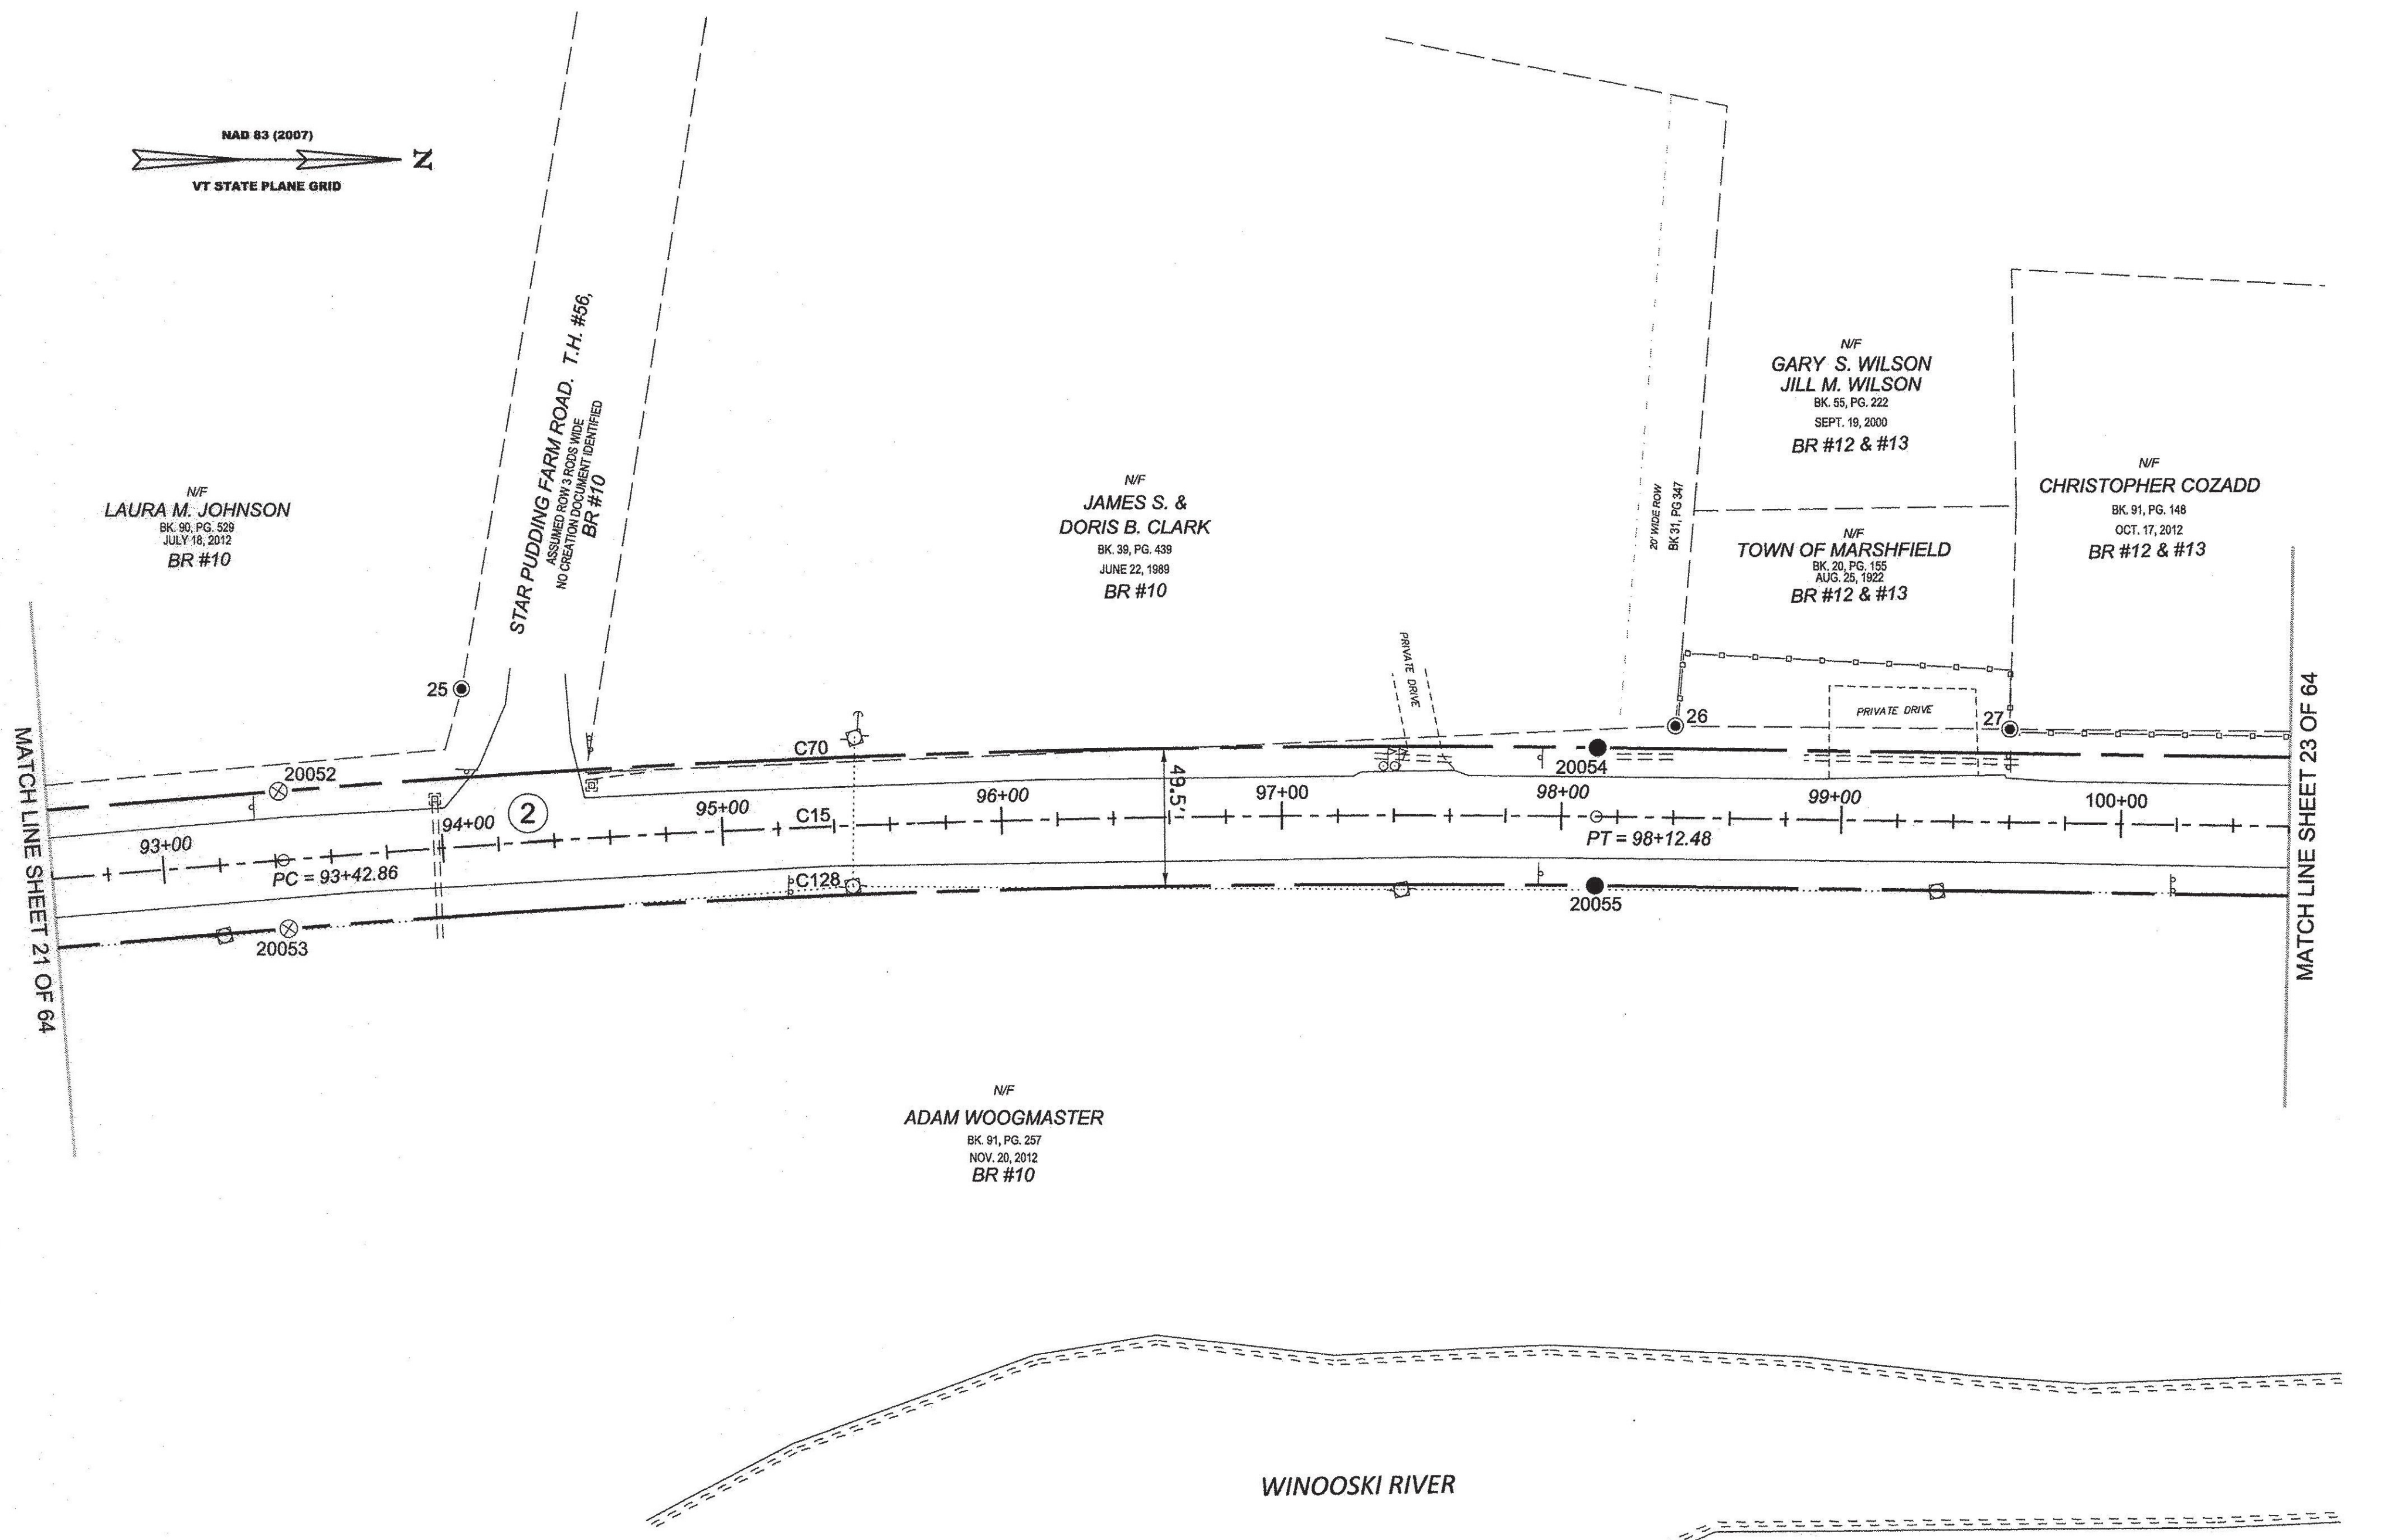 NAD 83 (2007)
N
VT STATE PLANE GRID
STAR PUDDING FARM ROAD. T.H. #56,
ASSUMED ROW 3 RODS WIDE
NO CREATION DOCUMENT IDENTIFIED
BR #10
N/F
LAURA M. JOHNSON
BK. 90, PG. 529
JULY 18, 2012
BR #10
N/F
JAMES S. &
DORIS B. CLARK
BK. 39, PG. 439
JUNE 22, 1989
BR #10
20' WIDE ROW
BK 31, PG 347
N/F
GARY S. WILSON
JILL M. WILSON
BK. 55, PG. 222
SEPT. 19, 2000
BR #12 & #13
N/F
TOWN OF MARSHFIELD
BK. 20, PG. 155
AUG. 25, 1922
BR #12 & #13
N/F
CHRISTOPHER COZADD
BK. 91, PG. 148
OCT. 17, 2012
BR #12 & #13
PRIVATE DRIVE
PRIVATE DRIVE
25
26
27
C70
20052
20054
49.5'
2
93+00
94+00
95+00
C15
96+00
97+00
98+00
99+00
100+00
PC = 93+42.86
PT = 98+12.48
C128
20053
20055
MATCH LINE SHEET 21 OF 64
MATCH LINE SHEET 23 OF 64
N/F
ADAM WOOGMASTER
BK. 91, PG. 257
NOV. 20, 2012
BR #10
WINOOSKI RIVER